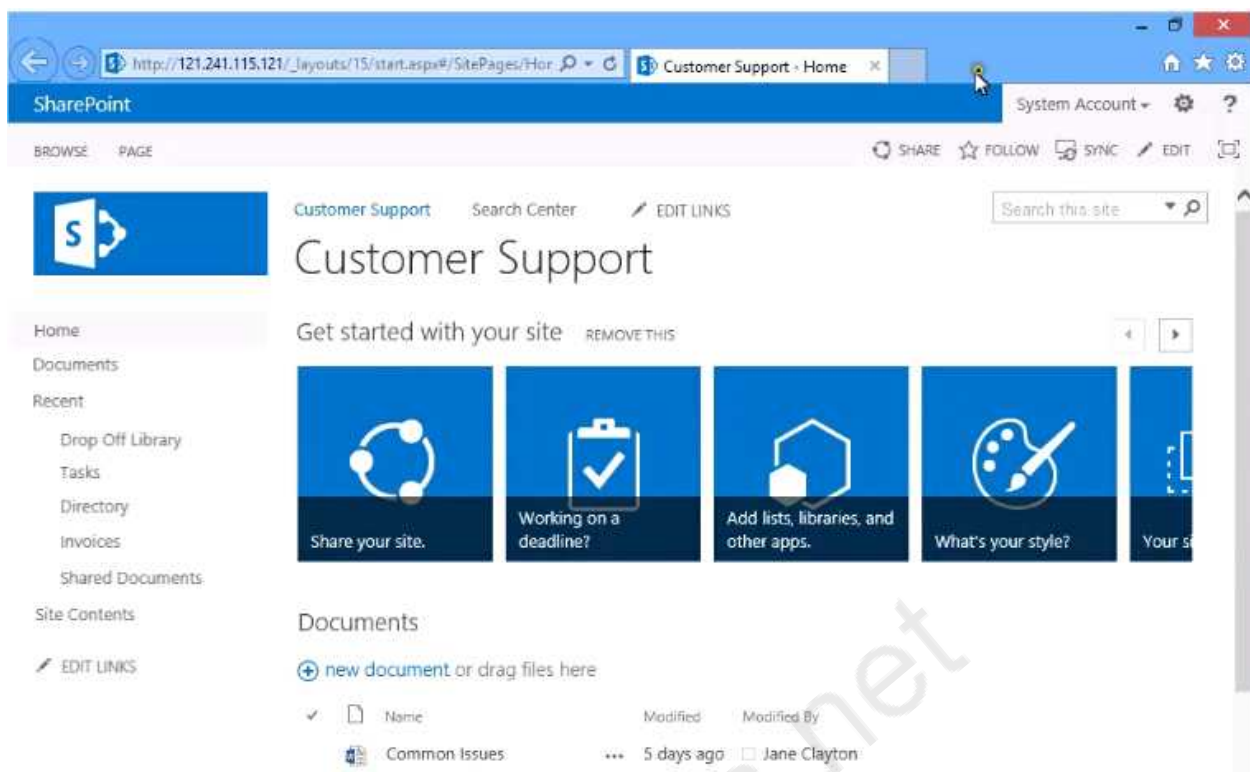 http://121.241.115.121/_layouts/15/start.aspx#/SitePages/Hor
Customer Support - Home
SharePoint
System Account
?
BROWSE PAGE
SHARE FOLLOW SYNC EDIT
S
Customer Support Search Center EDIT LINKS
Search this site
Customer Support
Home
Documents
Recent
Drop Off Library
Tasks
Directory
Invoices
Shared Documents
Site Contents
EDIT LINKS
Get started with your site REMOVE THIS
Share your site.
Working on a
deadline?
Add lists, libraries, and
other apps.
What's your style?
Your si
Documents
new document or drag files here
Name Modified Modified By
Common Issues ... 5 days ago Jane Clayton